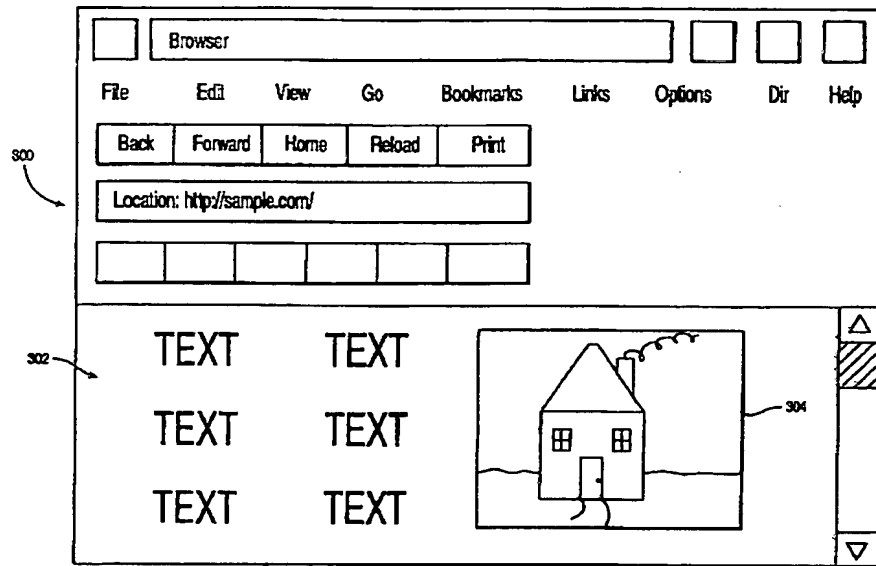 Browser
File Edit View Go Bookmarks Links Options Dir Help
Back Forward Home Reload Print
300
Location: http://sample.com/
TEXT TEXT
302
304
TEXT TEXT
TEXT TEXT